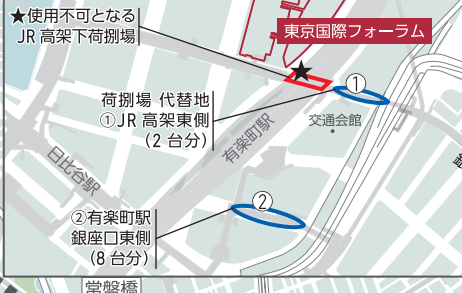 ★使用不可となる
JR 高架下荷捌場
東京国際フォーラム
★
①
荷捌場 代替地
①JR 高架東側
(2 台分)
有楽町駅
交通会館
日比谷駅
②
②有楽町駅
銀座口東側
(8 台分)
常盤橋